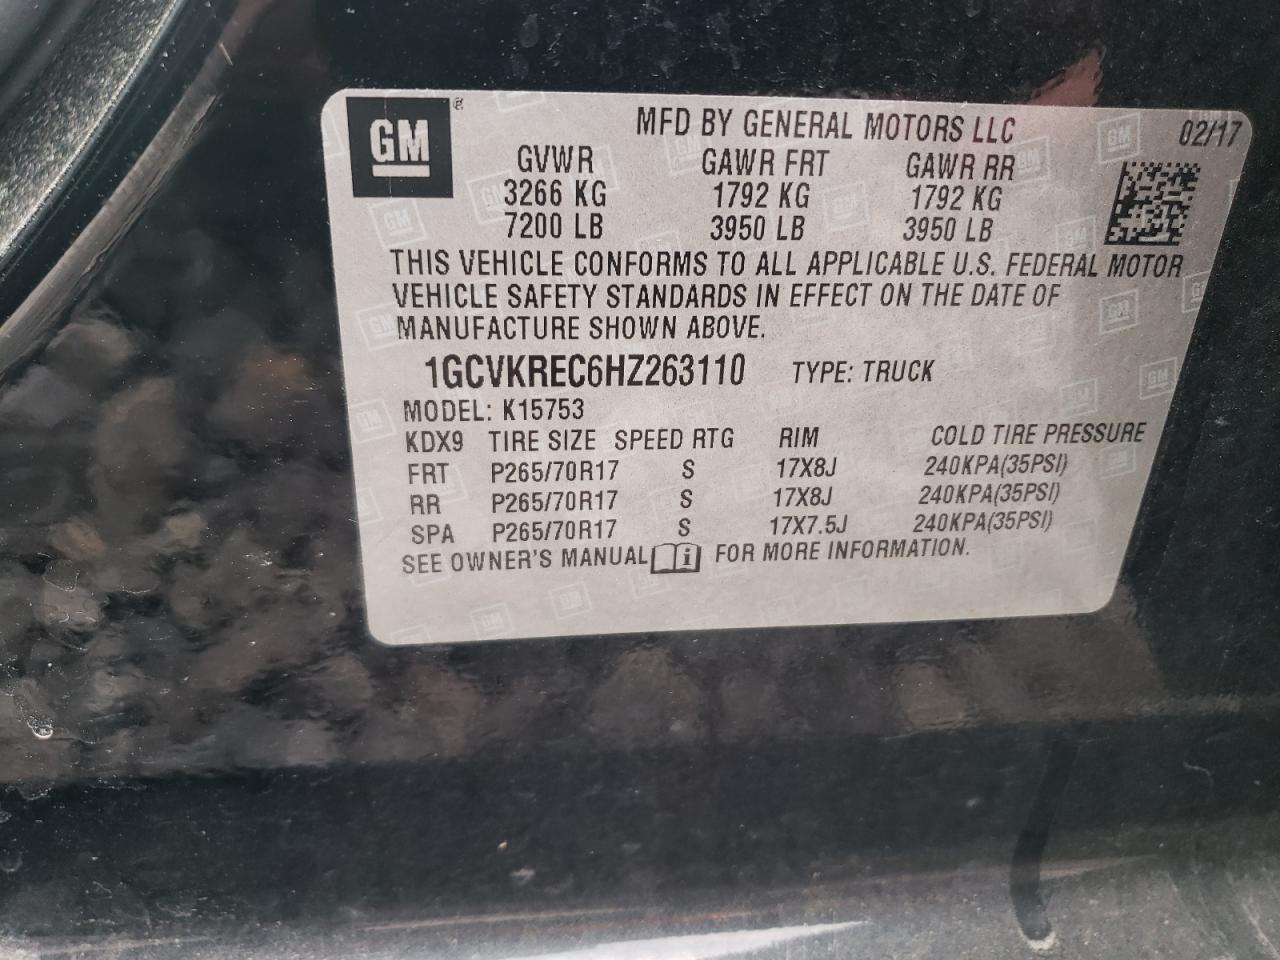 GM ®
MFD BY GENERAL MOTORS LLC 02/17
GVWR GAWR FRT GAWR RR
3266 KG 1792 KG 1792 KG
7200 LB 3950 LB 3950 LB
THIS VEHICLE CONFORMS TO ALL APPLICABLE U.S. FEDERAL MOTOR
VEHICLE SAFETY STANDARDS IN EFFECT ON THE DATE OF
MANUFACTURE SHOWN ABOVE.
1GCVKREC6HZ263110 TYPE: TRUCK
MODEL: K15753
KDX9 TIRE SIZE SPEED RTG RIM COLD TIRE PRESSURE
FRT P265/70R17 S 17X8J 240KPA(35PSI)
RR P265/70R17 S 17X8J 240KPA(35PSI)
SPA P265/70R17 S 17X7.5J 240KPA(35PSI)
SEE OWNER'S MANUAL i FOR MORE INFORMATION.